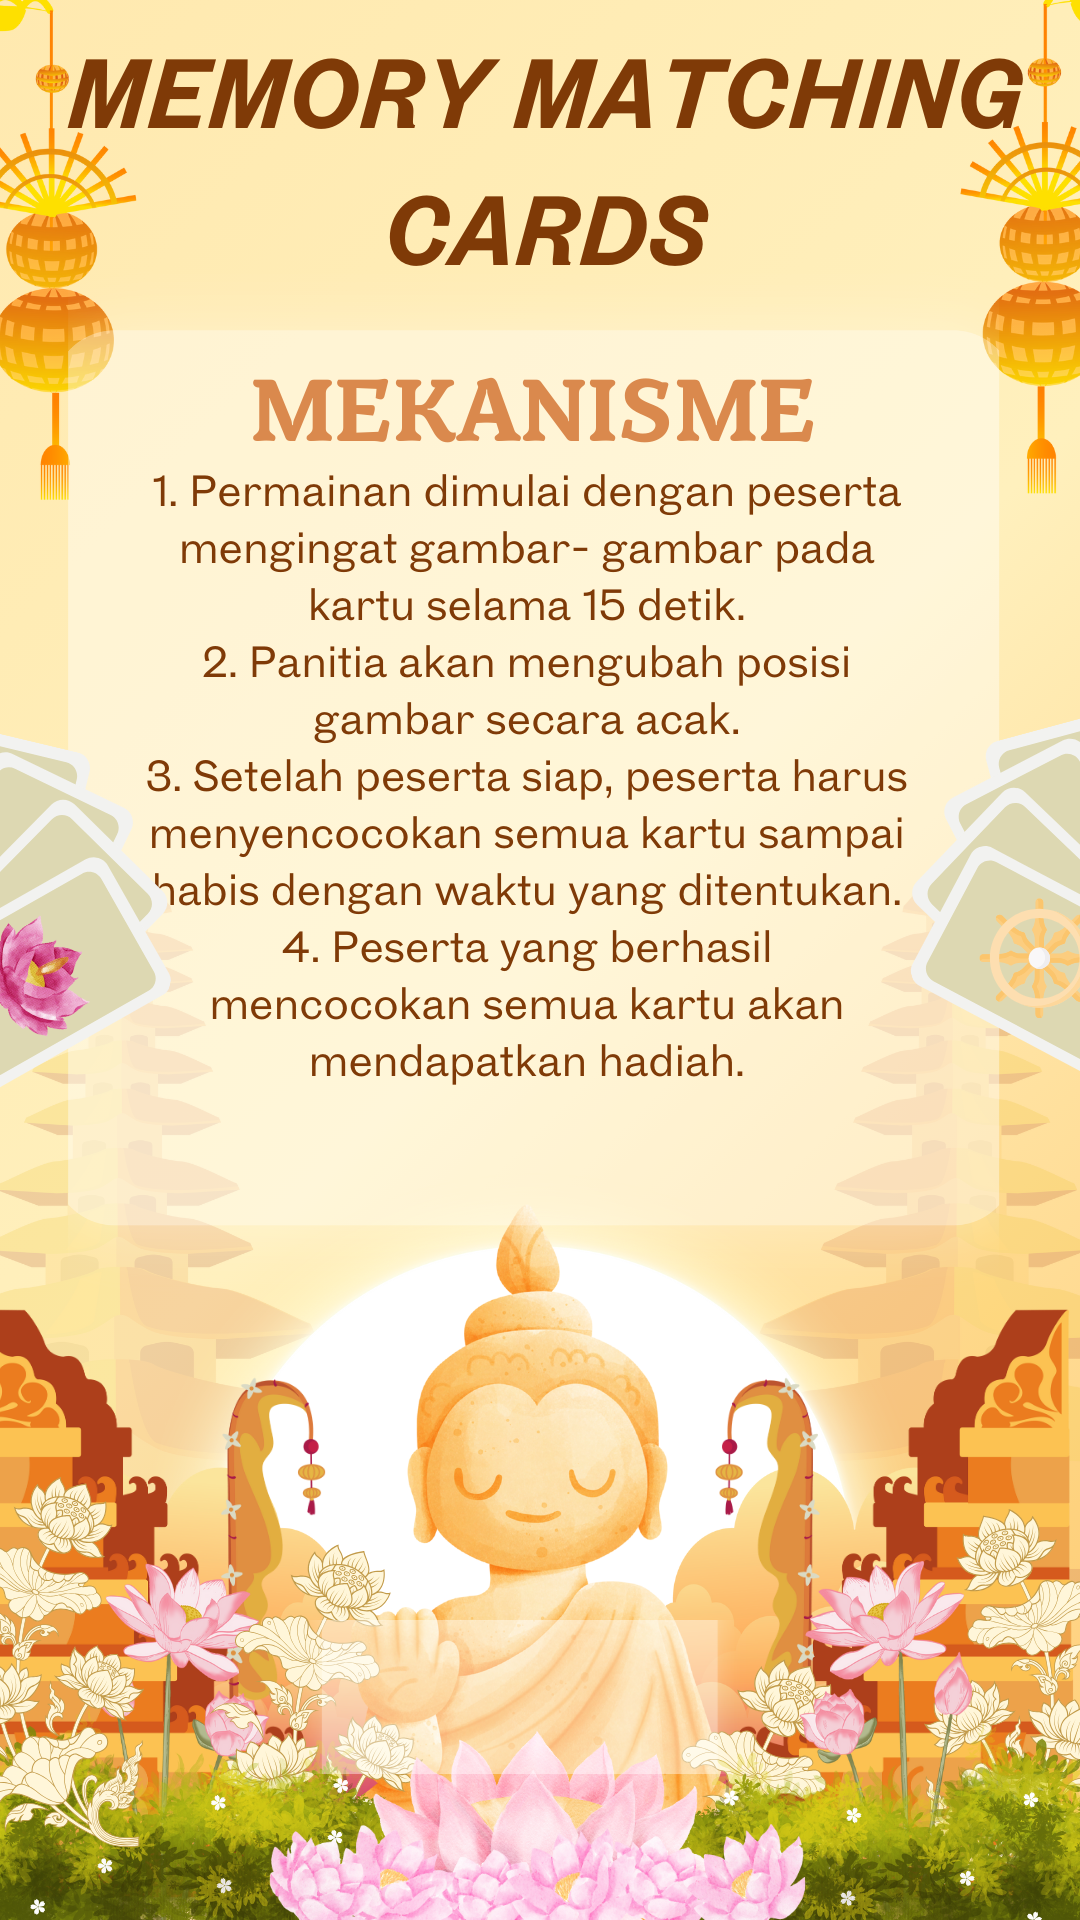 MEMORY MATCHING
CARDS
MEKANISME
1. Permainan dimulai dengan peserta
mengingat gambar- gambar pada
kartu selama 15 detik.
2. Panitia akan mengubah posisi
gambar secara acak.
3. Setelah peserta siap, peserta harus
menyencocokan semua kartu sampai
habis dengan waktu yang ditentukan.
4. Peserta yang berhasil
mencocokan semua kartu akan
mendapatkan hadiah.